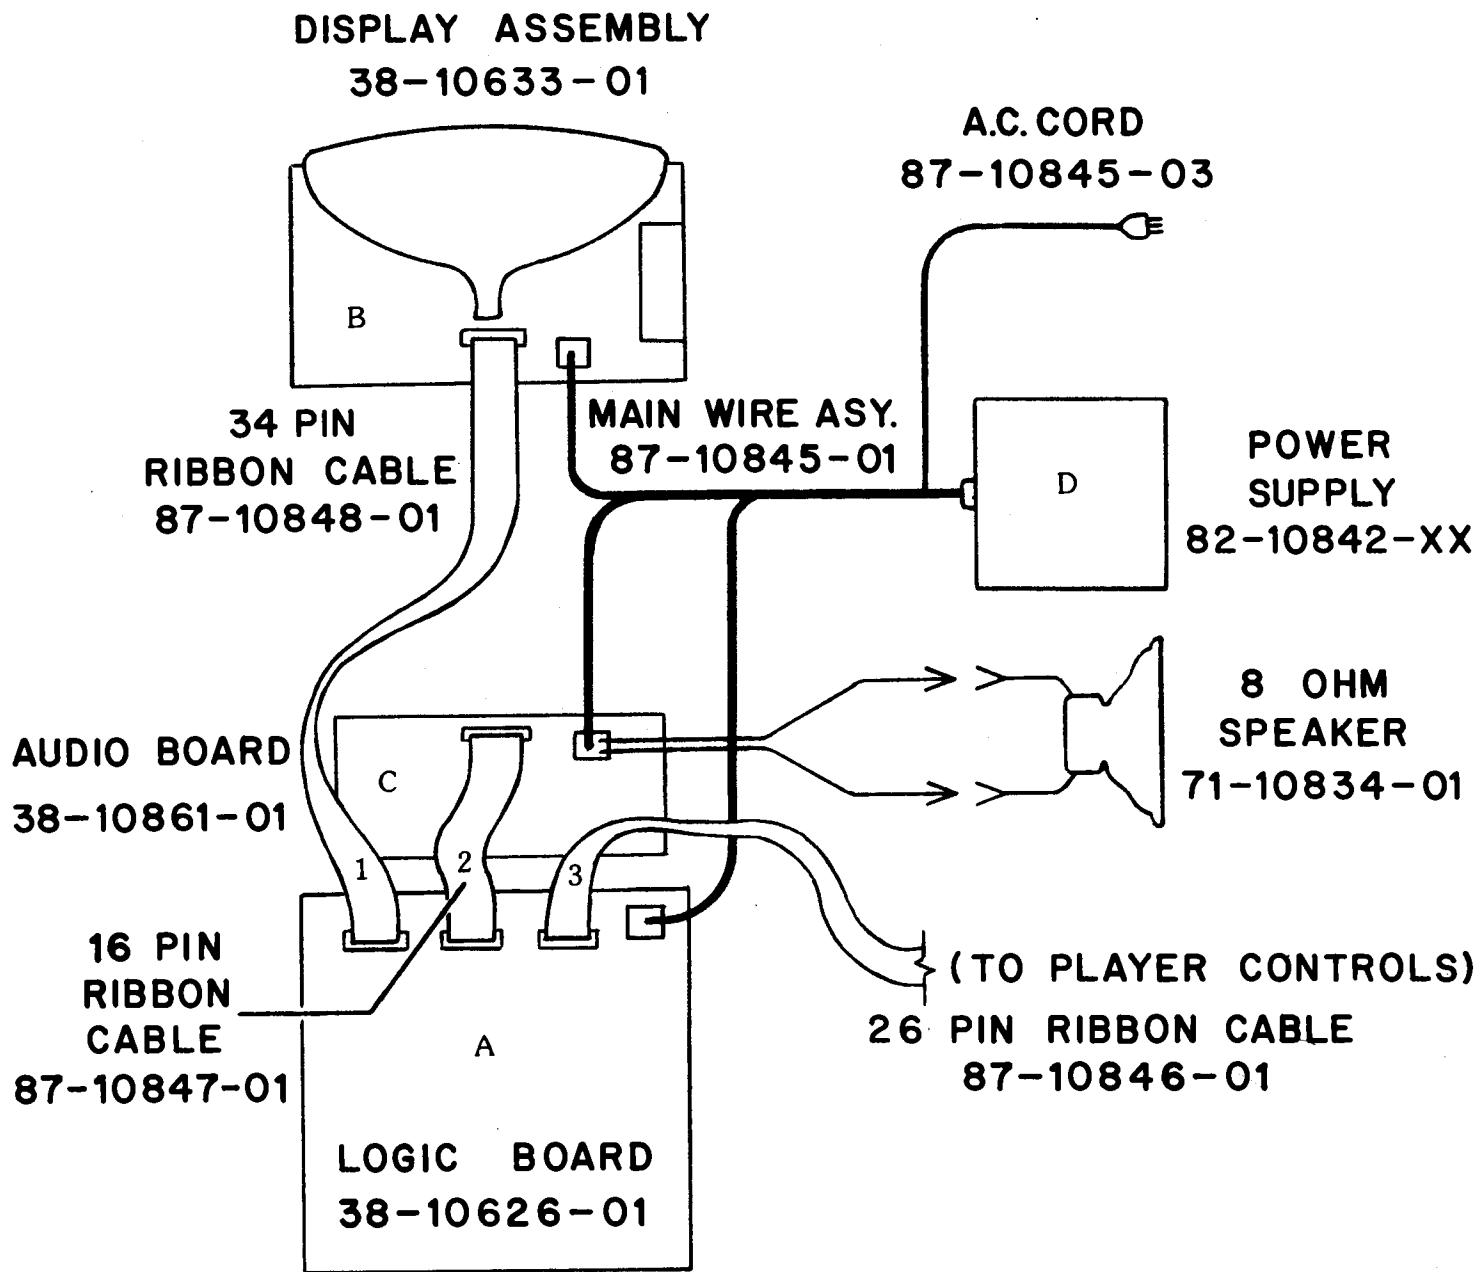 DISPLAY ASSEMBLY
38-10633-01
A.C. CORD
87-10845-03
B
34 PIN
RIBBON CABLE
87-10848-01
MAIN WIRE ASY.
87-10845-01
D
POWER
SUPPLY
82-10842-XX
AUDIO BOARD
38-10861-01
C
8 OHM
SPEAKER
71-10834-01
1
2
3
16 PIN
RIBBON
CABLE
87-10847-01
(TO PLAYER CONTROLS)
26 PIN RIBBON CABLE
87-10846-01
A
LOGIC BOARD
38-10626-01